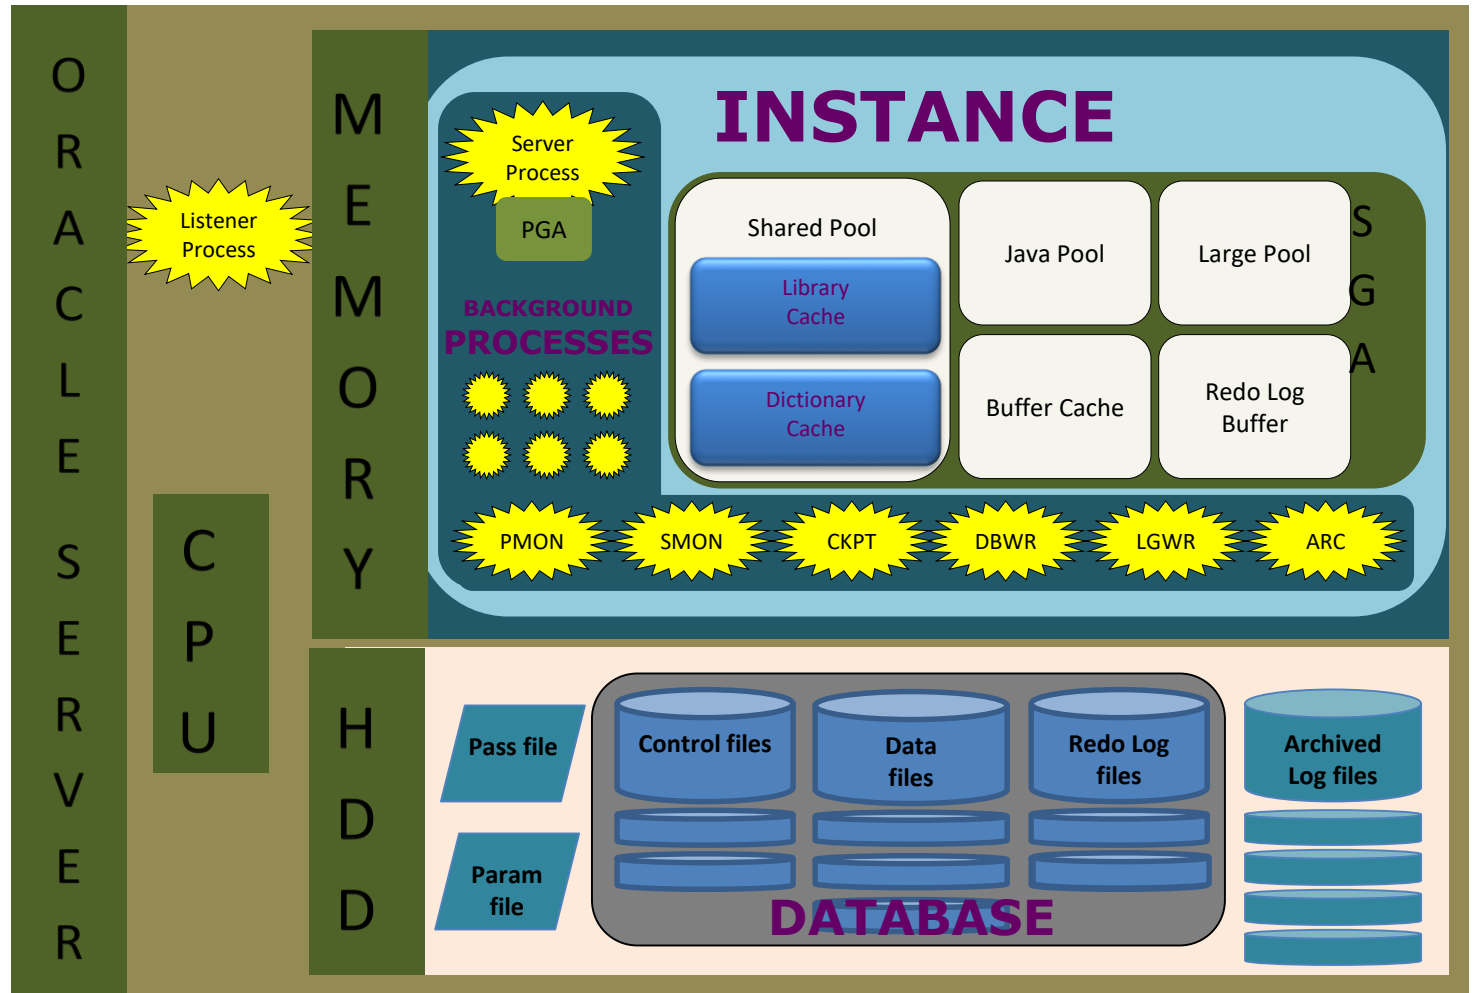 ORACLE SERVER
Listener
Process
CPU
MEMORY
INSTANCE
Server
Process
PGA
BACKGROUND
PROCESSES
SGA
Shared Pool
Library
Cache
Dictionary
Cache
Java Pool
Large Pool
Buffer Cache
Redo Log
Buffer
PMON
SMON
CKPT
DBWR
LGWR
ARC
HDD
Pass file
Param
file
Control files
Data
files
Redo Log
files
DATABASE
Archived
Log files